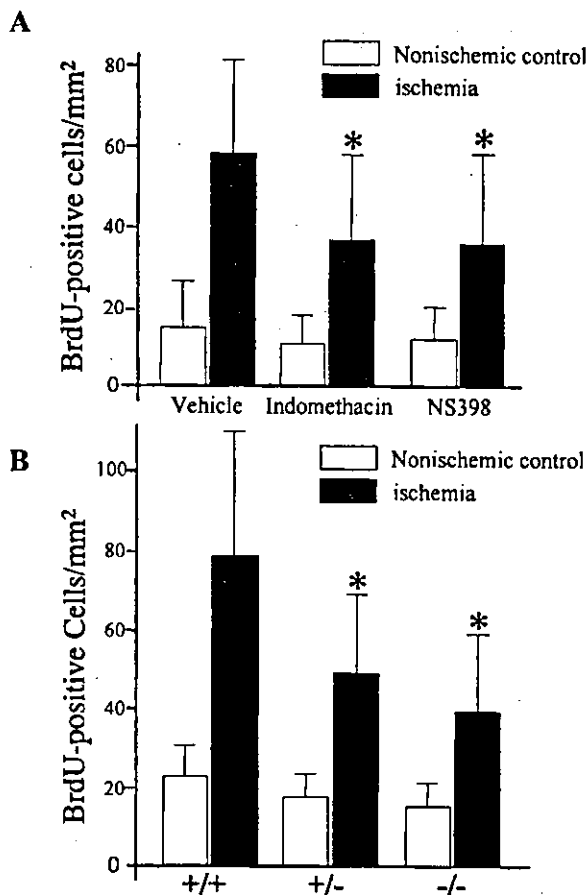 A
BrdU-positive cells/mm²
80
60
40
20
0
Nonischemic control
ischemia
*
*
Vehicle Indomethacin NS398
B
BrdU-positive Cells/mm²
100
80
60
40
20
0
Nonischemic control
ischemia
*
*
+/+ +/- -/-